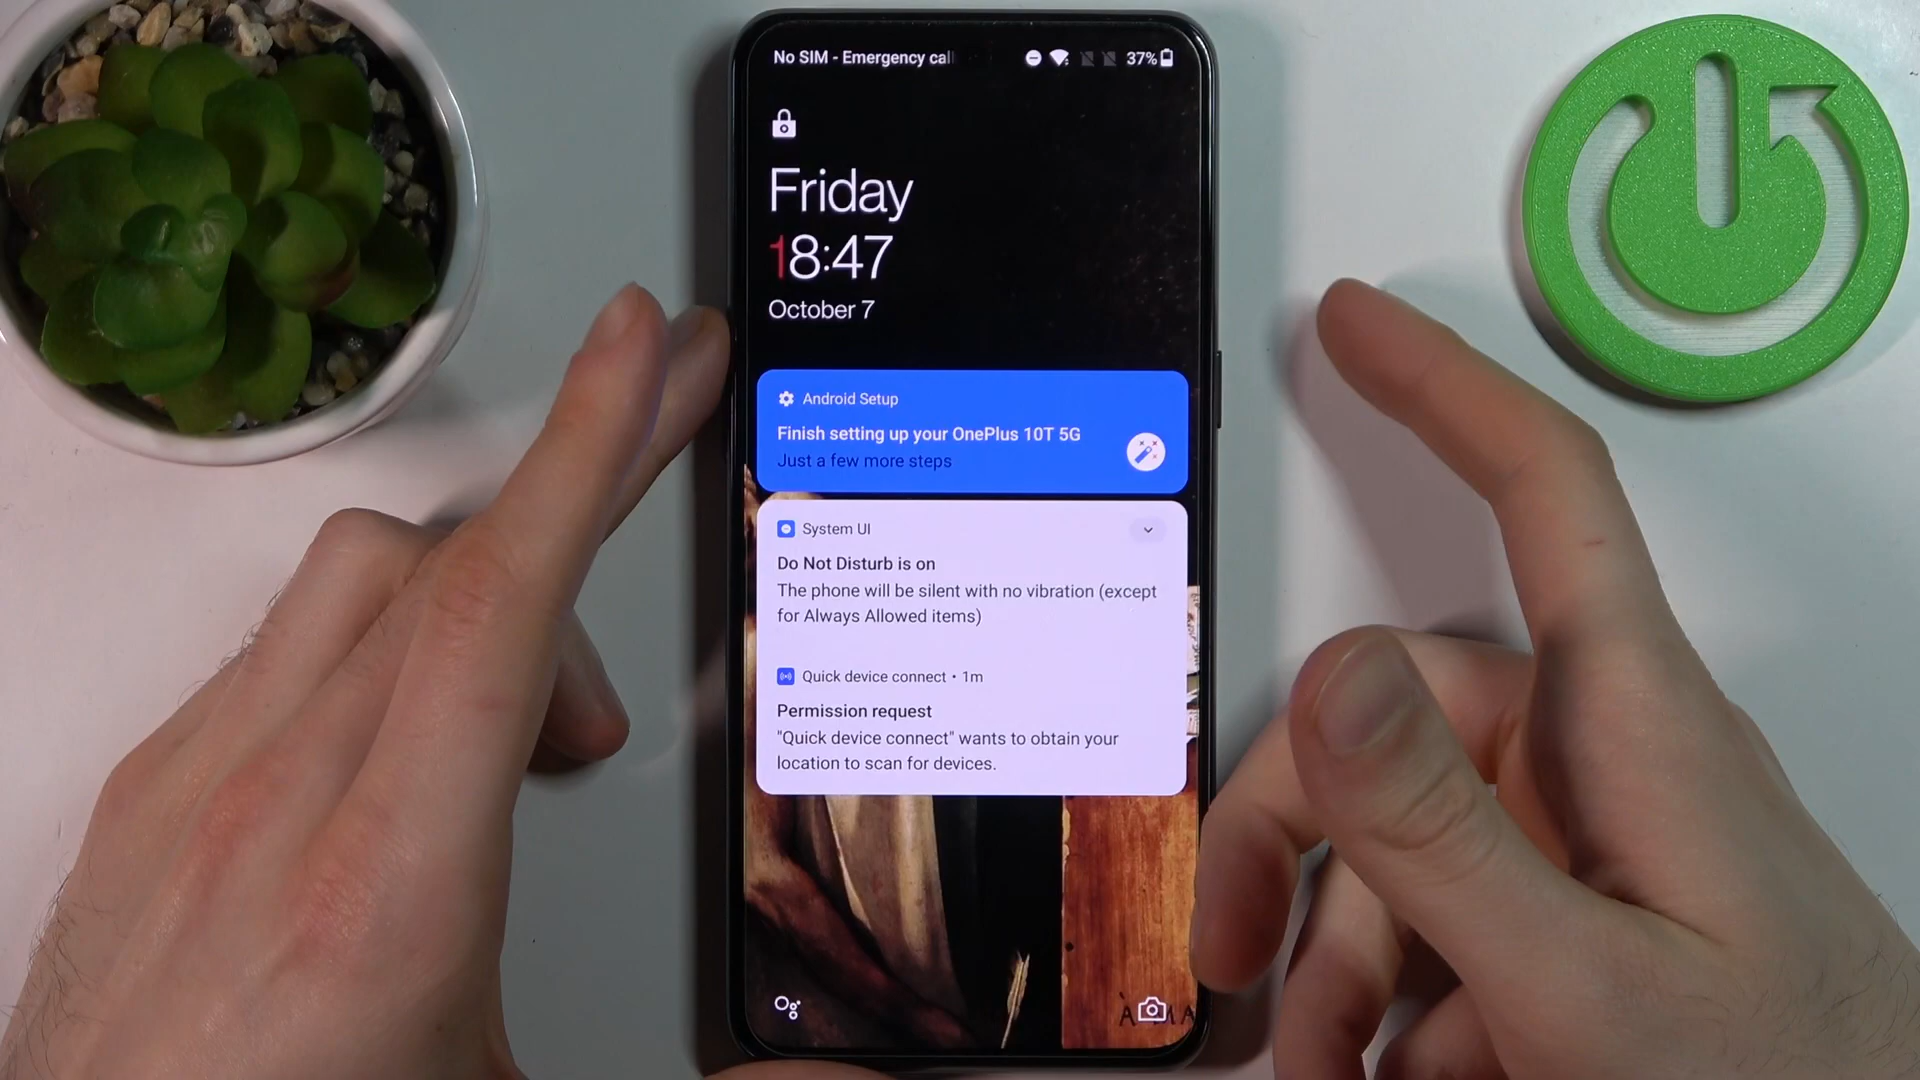 No SIM - Emergency call
37%
Friday
18:47
October 7
Android Setup
Finish setting up your OnePlus 10T 5G
Just a few more steps
System UI
Do Not Disturb is on
The phone will be silent with no vibration (except
for Always Allowed items)
Quick device connect • 1m
Permission request
"Quick device connect" wants to obtain your
location to scan for devices.